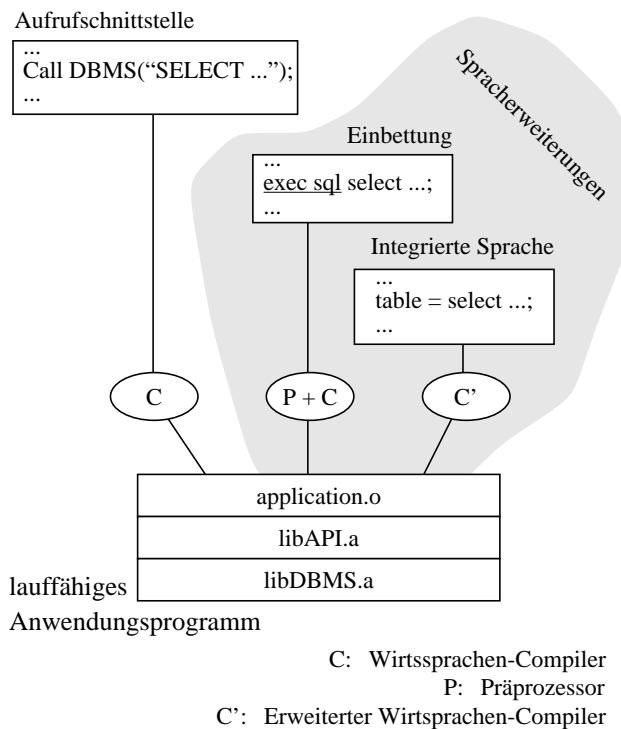 Aufrufschnittstelle
...
Call DBMS(“SELECT ...”);
...
Spracherweiterungen
Einbettung
...
exec sql select ...;
...
Integrierte Sprache
...
table = select ...;
...
C
P + C
C’
application.o
libAPI.a
libDBMS.a
lauffähiges
Anwendungsprogramm
C: Wirtssprachen-Compiler
P: Präprozessor
C’: Erweiterter Wirtsprachen-Compiler